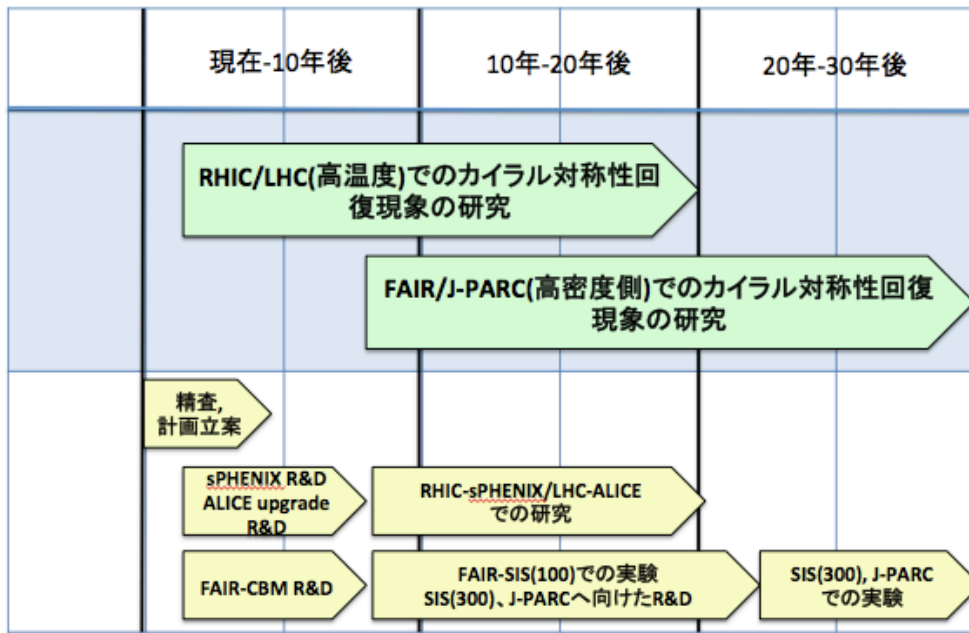 現在-10年後
10年-20年後
20年-30年後
RHIC/LHC(高温度)でのカイラル対称性回
復現象の研究
FAIR/J-PARC(高密度側)でのカイラル対称性回復
現象の研究
精査,
計画立案
sPHENIX R&D
ALICE upgrade
R&D
RHIC-sPHENIX/LHC-ALICE
での研究
FAIR-CBM R&D
FAIR-SIS(100)での実験
SIS(300)、J-PARCへ向けたR&D
SIS(300), J-PARC
での実験